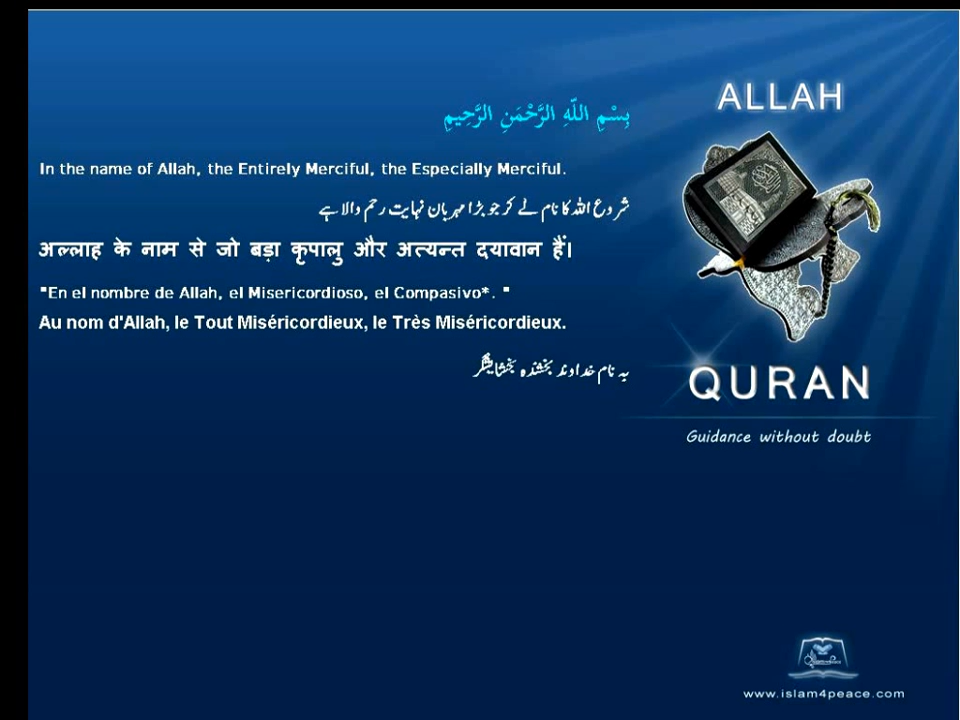 بِسْمِ اللّهِ الرَّحْمَنِ الرَّحِيمِ
In the name of Allah, the Entirely Merciful, the Especially Merciful.
شروع الله کا نام لے کر جو بڑا مہربان نہایت رحم والا ہے
अल्लाह के नाम से जो बड़ा कृपालु और अत्यन्त दयावान हैं।
"En el nombre de Allah, el Misericordioso, el Compasivo*. "
Au nom d'Allah, le Tout Miséricordieux, le Très Miséricordieux.
به نام خداوند بخشنده بخشایشگر
ALLAH
QURAN
Guidance without doubt
www.islam4peace.com